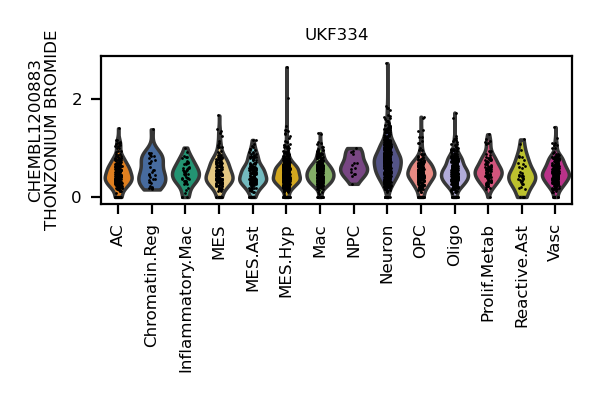 UKF334
CHEMBL1200883
THONZONIUM BROMIDE
2
0
AC
Chromatin.Reg
Inflammatory.Mac
MES
MES.Ast
MES.Hyp
Mac
NPC
Neuron
OPC
Oligo
Prolif.Metab
Reactive.Ast
Vasc